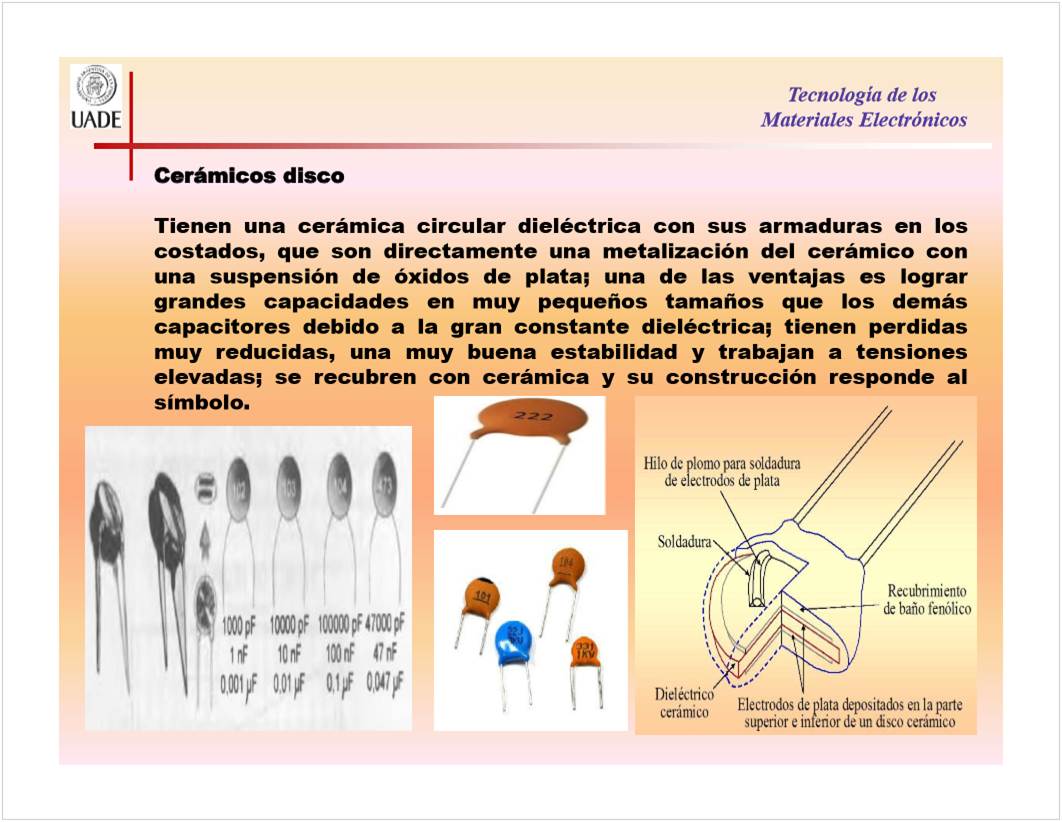 UADE
Tecnología de los
Materiales Electrónicos
Cerámicos disco
Tienen una cerámica circular dieléctrica con sus armaduras en los
costados, que son directamente una metalización del cerámico con
una suspensión de óxidos de plata; una de las ventajas es lograr
grandes capacidades en muy pequeños tamaños que los demás
capacitores debido a la gran constante dieléctrica; tienen perdidas
muy reducidas, una muy buena estabilidad y trabajan a tensiones
elevadas; se recubren con cerámica y su construcción responde al
símbolo.
102 103 104 473
1000 pF 10000 pF 100000 pF 47000 pF
1 nF 10 nF 100 nF 47 nF
0,001 µF 0,01 µF 0,1 µF 0,047 µF
222
104
101
331
1KV
Hilo de plomo para soldadura
de electrodos de plata
Soldadura
Recubrimiento
de baño fenólico
Dieléctrico
cerámico
Electrodos de plata depositados en la parte
superior e inferior de un disco cerámico